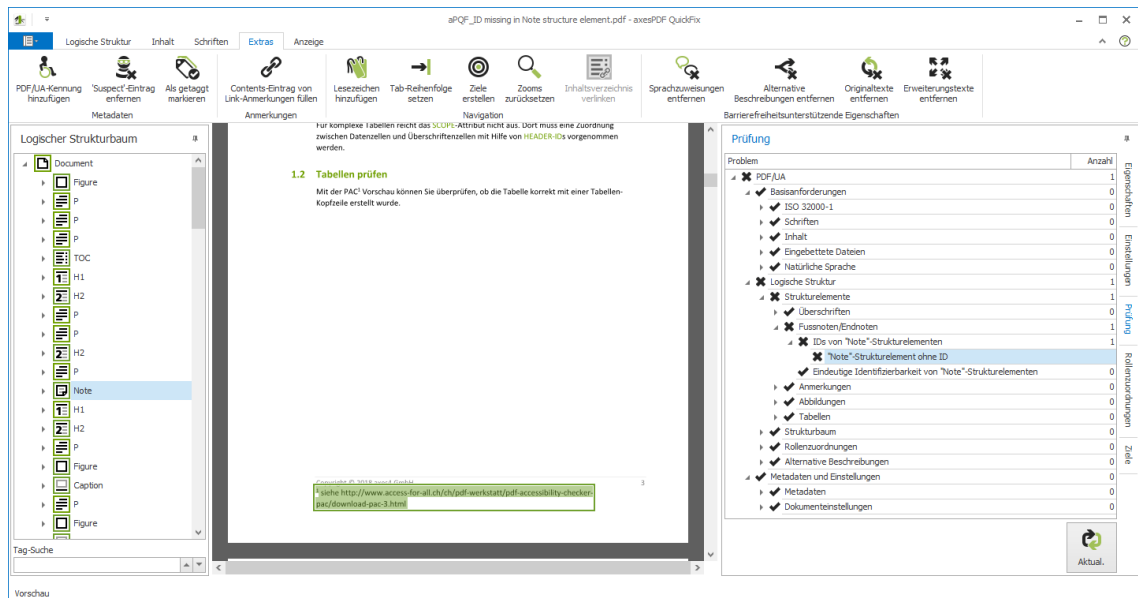 aPQF_ID missing in Note structure element.pdf - axesPDF QuickFix
Logische Struktur Inhalt Schriften Extras Anzeige
PDF/UA-Kennung hinzufügen
'Suspect'-Eintrag entfernen
Als getaggt markieren
Metadaten
Contents-Eintrag von Link-Anmerkungen füllen
Anmerkungen
Lesezeichen hinzufügen
Tab-Reihenfolge setzen
Ziele erstellen
Zooms zurücksetzen
Inhaltsverzeichnis verlinken
Navigation
Sprachzuweisungen entfernen
Alternative Beschreibungen entfernen
Originaltexte entfernen
Erweiterungstexte entfernen
Barrierefreiheitsunterstützende Eigenschaften
Logischer Strukturbaum
Document
Figure
P
P
P
TOC
H1
H2
P
P
H2
P
Note
H1
H2
P
Figure
Caption
P
Figure
Tag-Suche
Vorschau
Für komplexe Tabellen reicht das SCOPE-Attribut nicht aus. Dort muss eine Zuordnung
zwischen Datenzellen und Überschriftenzellen mit Hilfe von HEADER-IDs vorgenommen
werden.
1.2 Tabellen prüfen
Mit der PAC¹ Vorschau können Sie überprüfen, ob die Tabelle korrekt mit einer Tabellen-
Kopfzeile erstellt wurde.
Copyright © 2018 axes4 GmbH 3
¹ siehe http://www.access-for-all.ch/ch/pdf-werkstatt/pdf-accessibility-checker-
pac/download-pac-3.html
Prüfung
Problem Anzahl
PDF/UA 1
Basisanforderungen 0
ISO 32000-1 0
Schriften 0
Inhalt 0
Eingebettete Dateien 0
Natürliche Sprache 0
Logische Struktur 1
Strukturelemente 1
Überschriften 0
Fussnoten/Endnoten 1
IDs von "Note"-Strukturelementen 1
"Note"-Strukturelement ohne ID
Eindeutige Identifizierbarkeit von "Note"-Strukturelementen 0
Anmerkungen 0
Abbildungen 0
Tabellen 0
Strukturbaum 0
Rollenzuordnungen 0
Alternative Beschreibungen 0
Metadaten und Einstellungen 0
Metadaten 0
Dokumenteinstellungen 0
Aktual.
Eigenschaften
Einstellungen
Prüfung
Rollenzuordnungen
Ziele